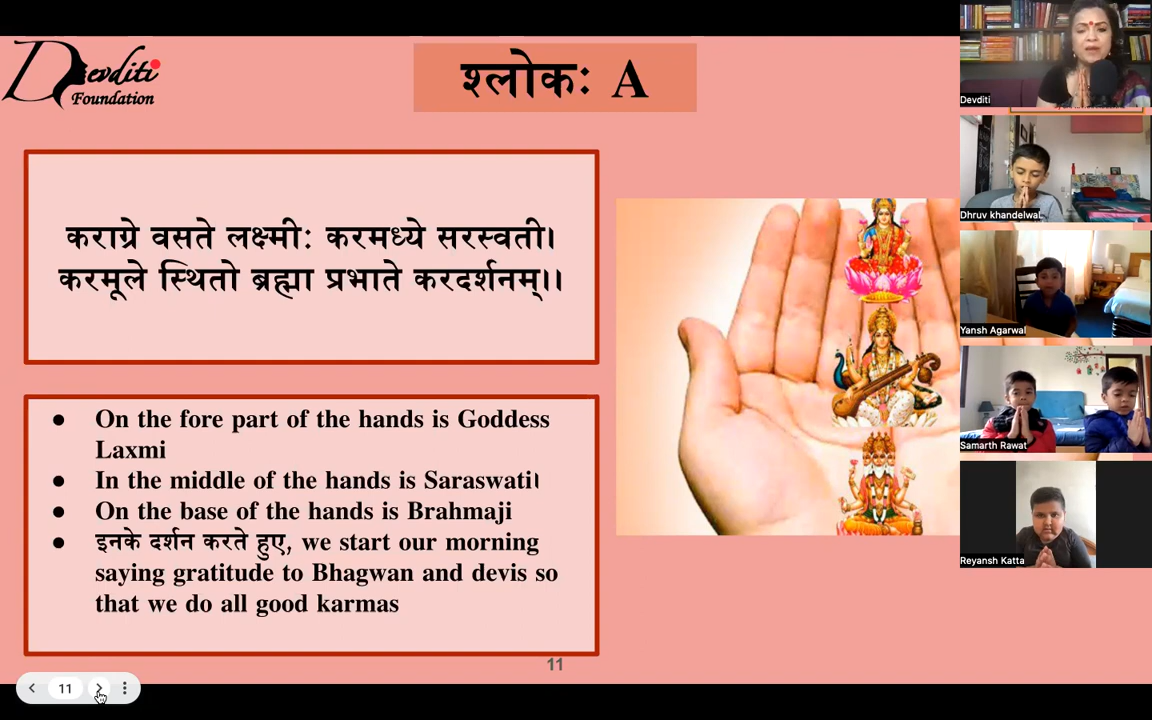 Devditi
Foundation
श्लोकः A
कराग्रे वसते लक्ष्मीः करमध्ये सरस्वती।
करमूले स्थितो ब्रह्मा प्रभाते करदर्शनम्।।
● On the fore part of the hands is Goddess
Laxmi
● In the middle of the hands is Saraswati।
● On the base of the hands is Brahmaji
● इनके दर्शन करते हुए, we start our morning
saying gratitude to Bhagwan and devis so
that we do all good karmas
11
11
Devditi
Dhruv khandelwal
Yansh Agarwal
Samarth Rawat
Reyansh Katta